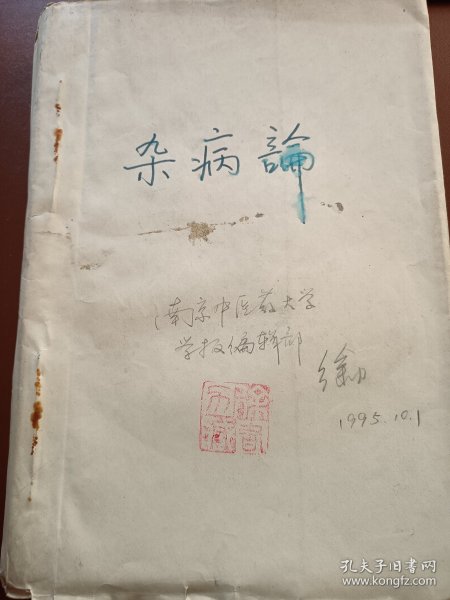 杂病論
南京中医药大学
学报编辑部
徐
1995.10.1
孔夫子旧书网
www.kongfz.com